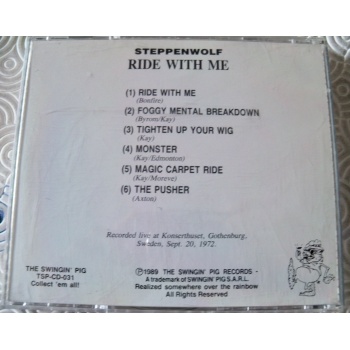 STEPPENWOLF
RIDE WITH ME
(1) RIDE WITH ME
(Bonfire)
(2) FOGGY MENTAL BREAKDOWN
(Byrom/Kay)
(3) TIGHTEN UP YOUR WIG
(Kay)
(4) MONSTER
(Kay/Edmonton)
(5) MAGIC CARPET RIDE
(Kay/Moreve)
(6) THE PUSHER
(Axton)
Recorded live at Konserthuset, Gothenburg,
Sweden, Sept. 20, 1972.
THE SWINGIN' PIG
TSP-CD-031
Collect 'em all!
℗1989 THE SWINGIN' PIG RECORDS -
A trademark of SWINGIN' PIG S.A.R.L.
Realized somewhere over the rainbow
All Rights Reserved